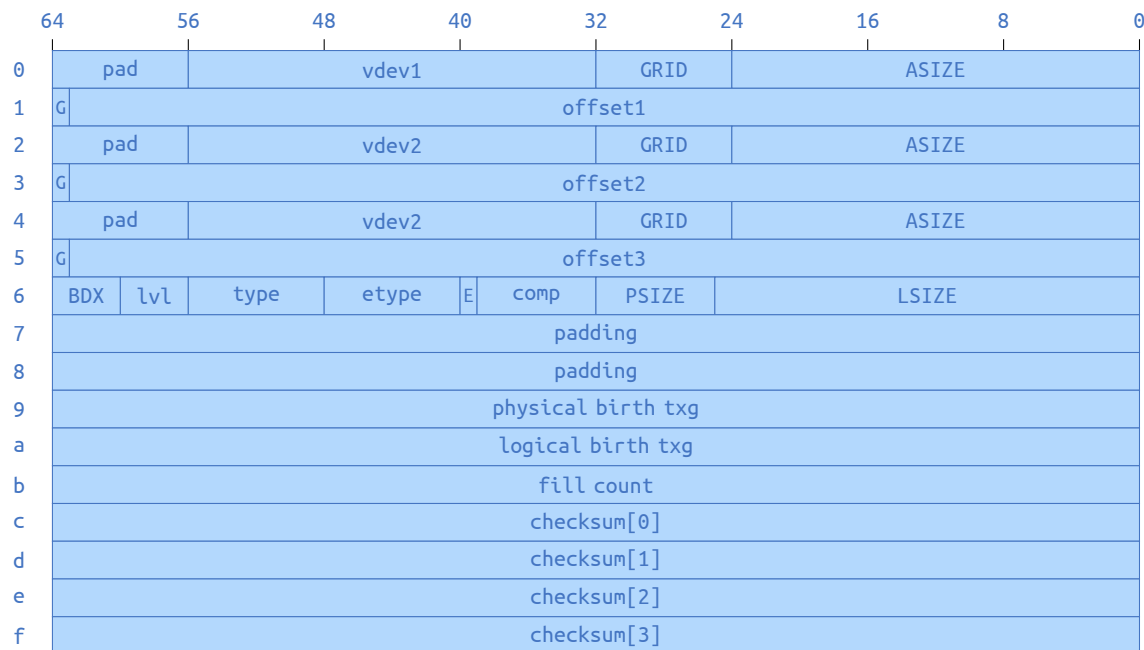 64 56 48 40 32 24 16 8 0
0 pad vdev1 GRID ASIZE
1 G offset1
2 pad vdev2 GRID ASIZE
3 G offset2
4 pad vdev2 GRID ASIZE
5 G offset3
6 BDX lvl type etype E comp PSIZE LSIZE
7 padding
8 padding
9 physical birth txg
a logical birth txg
b fill count
c checksum[0]
d checksum[1]
e checksum[2]
f checksum[3]